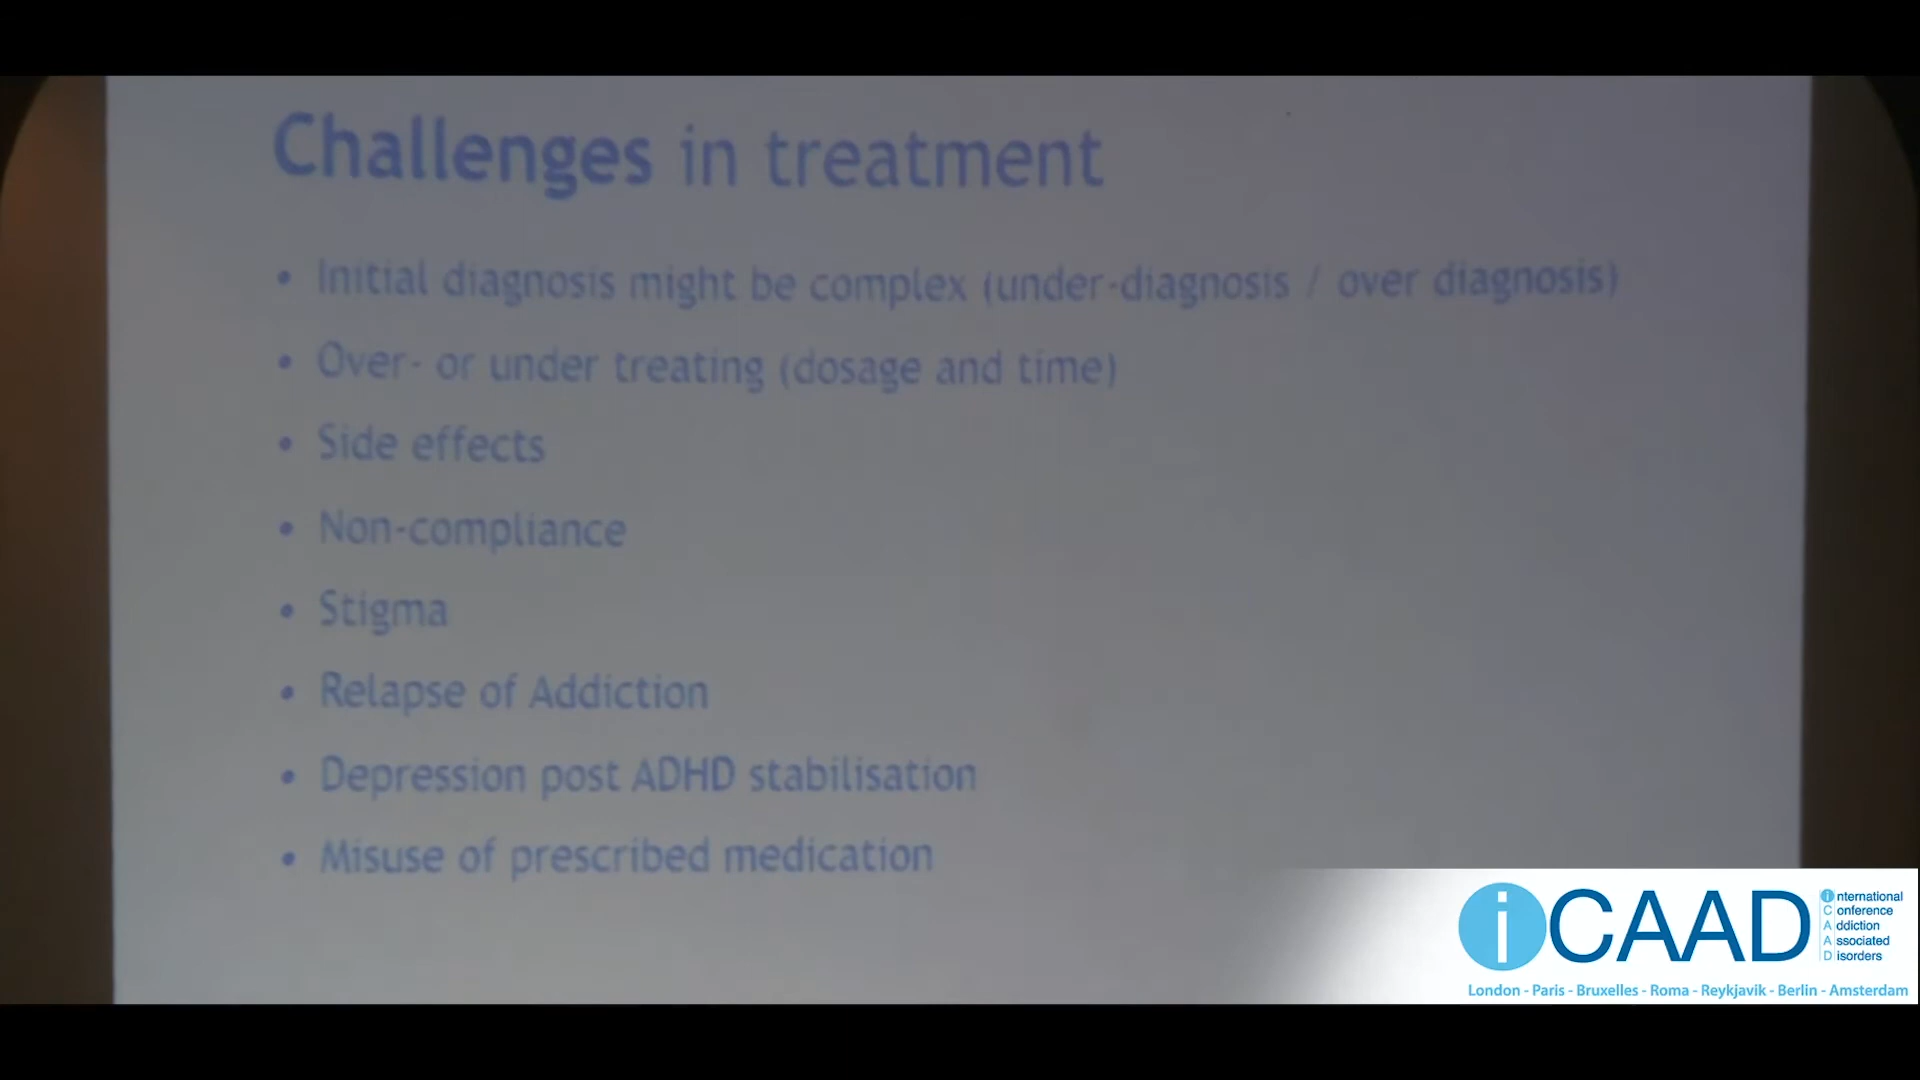 Challenges in treatment
• Initial diagnosis might be complex (under-diagnosis / over diagnosis)
• Over- or under treating (dosage and time)
• Side effects
• Non-compliance
• Stigma
• Relapse of Addiction
• Depression post ADHD stabilisation
• Misuse of prescribed medication
iCAAD
international
Conference
Addiction
Associated
Disorders
London - Paris - Bruxelles - Roma - Reykjavik - Berlin - Amsterdam